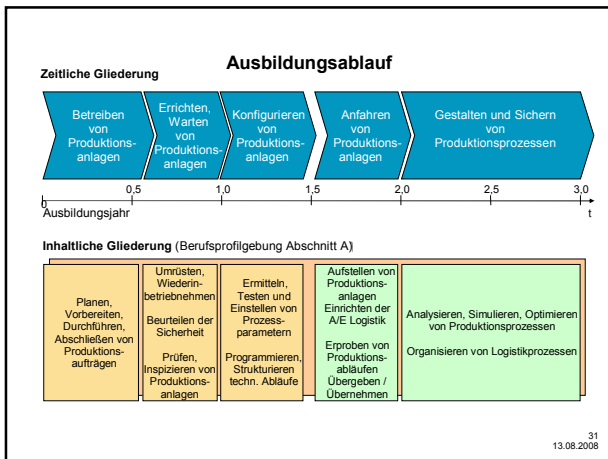 Ausbildungsablauf
Zeitliche Gliederung
Betreiben
von
Produktions-
anlagen
Errichten,
Warten
von
Produktions-
anlagen
Konfigurieren
von
Produktions-
anlagen
Anfahren
von
Produktions-
anlagen
Gestalten und Sichern
von
Produktionsprozessen
0 0,5 1,0 1,5 2,0 2,5 3,0
Ausbildungsjahr t
Inhaltliche Gliederung (Berufsprofilgebung Abschnitt A)
Planen,
Vorbereiten,
Durchführen,
Abschließen von
Produktions-
aufträgen
Umrüsten,
Wiederin-
betriebnehmen
Beurteilen der
Sicherheit
Prüfen,
Inspizieren von
Produktions-
anlagen
Ermitteln,
Testen und
Einstellen von
Prozess-
parametern
Programmieren,
Strukturieren
techn. Abläufe
Aufstellen von
Produktions-
anlagen
Einrichten der
A/E Logistik
Erproben von
Produktions-
abläufen
Übergeben /
Übernehmen
Analysieren, Simulieren, Optimieren
von Produktionsprozessen
Organisieren von Logistikprozessen
31
13.08.2008